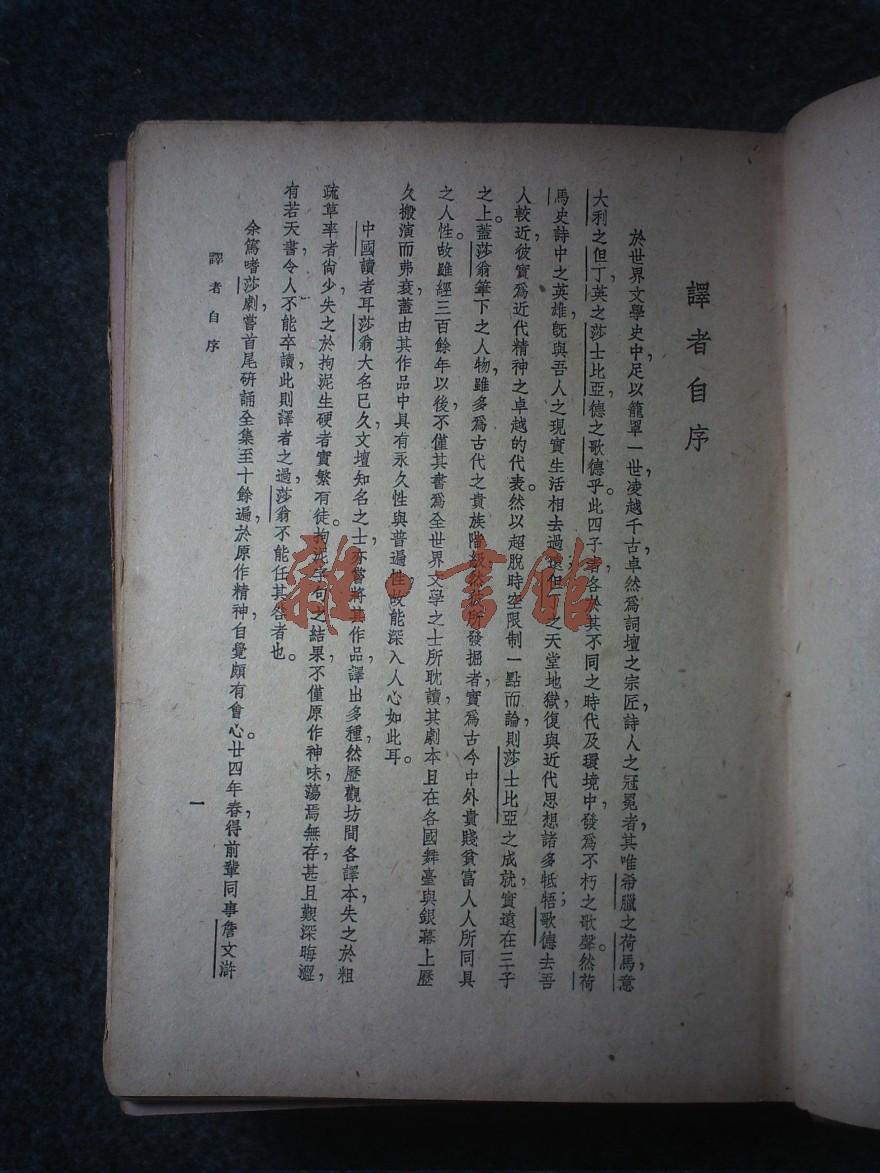 譯者自序
於世界文學史中，足以籠罩一世，凌越千古，卓然爲詞壇之宗匠，詩人之冠冕者，其唯希臘之荷馬，意
大利之但丁，英之莎士比亞，德之歌德乎。此四子者，各於其不同之時代及環境中，發爲不朽之歌聲。然荷
馬史詩中之英雄，旣與吾人之現實生活相去過遠；但之天堂地獄，復與近代思想諸多牴牾；歌德去吾
人較近，彼實爲近代精神之卓越的代表。然以超脫時空限制一點而論，則莎士比亞之成就，實遠在三子
之上。蓋莎翁筆下之人物，雖多爲古代之貴族階級，然彼所發掘者，實爲古今中外貴賤貧富人人所同具
之人性。故雖經三百餘年以後，不僅其書爲全世界文學之士所耽讀，其劇本且在各國舞臺與銀幕上歷
久搬演而弗衰，蓋由其作品中具有永久性與普遍性，故能深入人心如此耳。
中國讀者耳莎翁大名已久，文壇知名之士，亦嘗將其作品，譯出多種，然歷觀坊間各譯本，失之於粗
疏草率者尙少，失之於拘泥生硬者實繁有徒。拘泥字句之結果，不僅原作神味，蕩焉無存，甚且艱深晦澀，
有若天書，令人不能卒讀，此則譯者之過，莎翁不能任其咎者也。
余篤嗜莎劇，嘗首尾研誦全集至十餘遍，於原作精神，自覺頗有會心。廿四年春，得前輩同事詹文滸
譯者自序
一
雜·書館